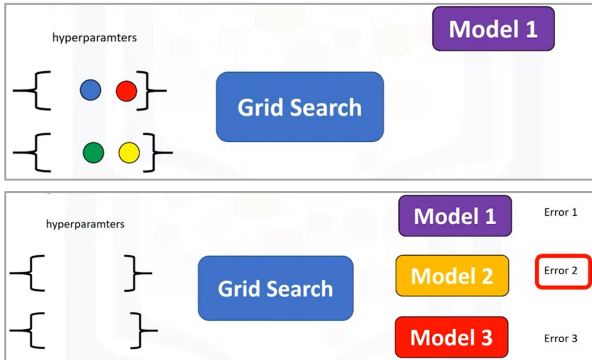 hyperparamters
Model 1
Grid Search
hyperparamters
Model 1
Error 1
Grid Search
Model 2
Error 2
Model 3
Error 3